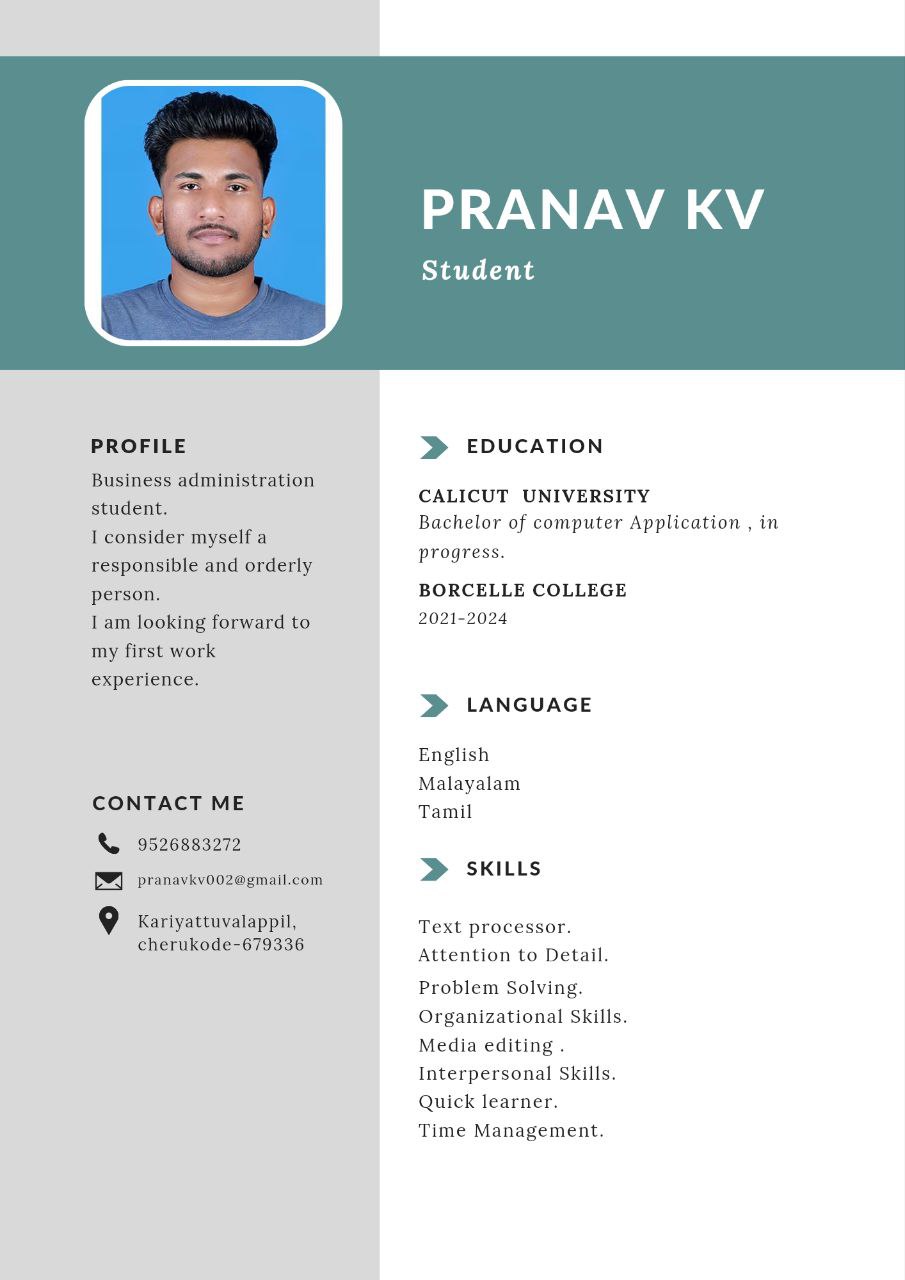 PRANAV KV
Student
PROFILE
Business administration
student.
I consider myself a
responsible and orderly
person.
I am looking forward to
my first work
experience.
CONTACT ME
9526883272
pranavkv002@gmail.com
Kariyattuvalappil,
cherukode-679336
EDUCATION
CALICUT UNIVERSITY
Bachelor of computer Application , in
progress.
BORCELLE COLLEGE
2021-2024
LANGUAGE
English
Malayalam
Tamil
SKILLS
Text processor.
Attention to Detail.
Problem Solving.
Organizational Skills.
Media editing .
Interpersonal Skills.
Quick learner.
Time Management.